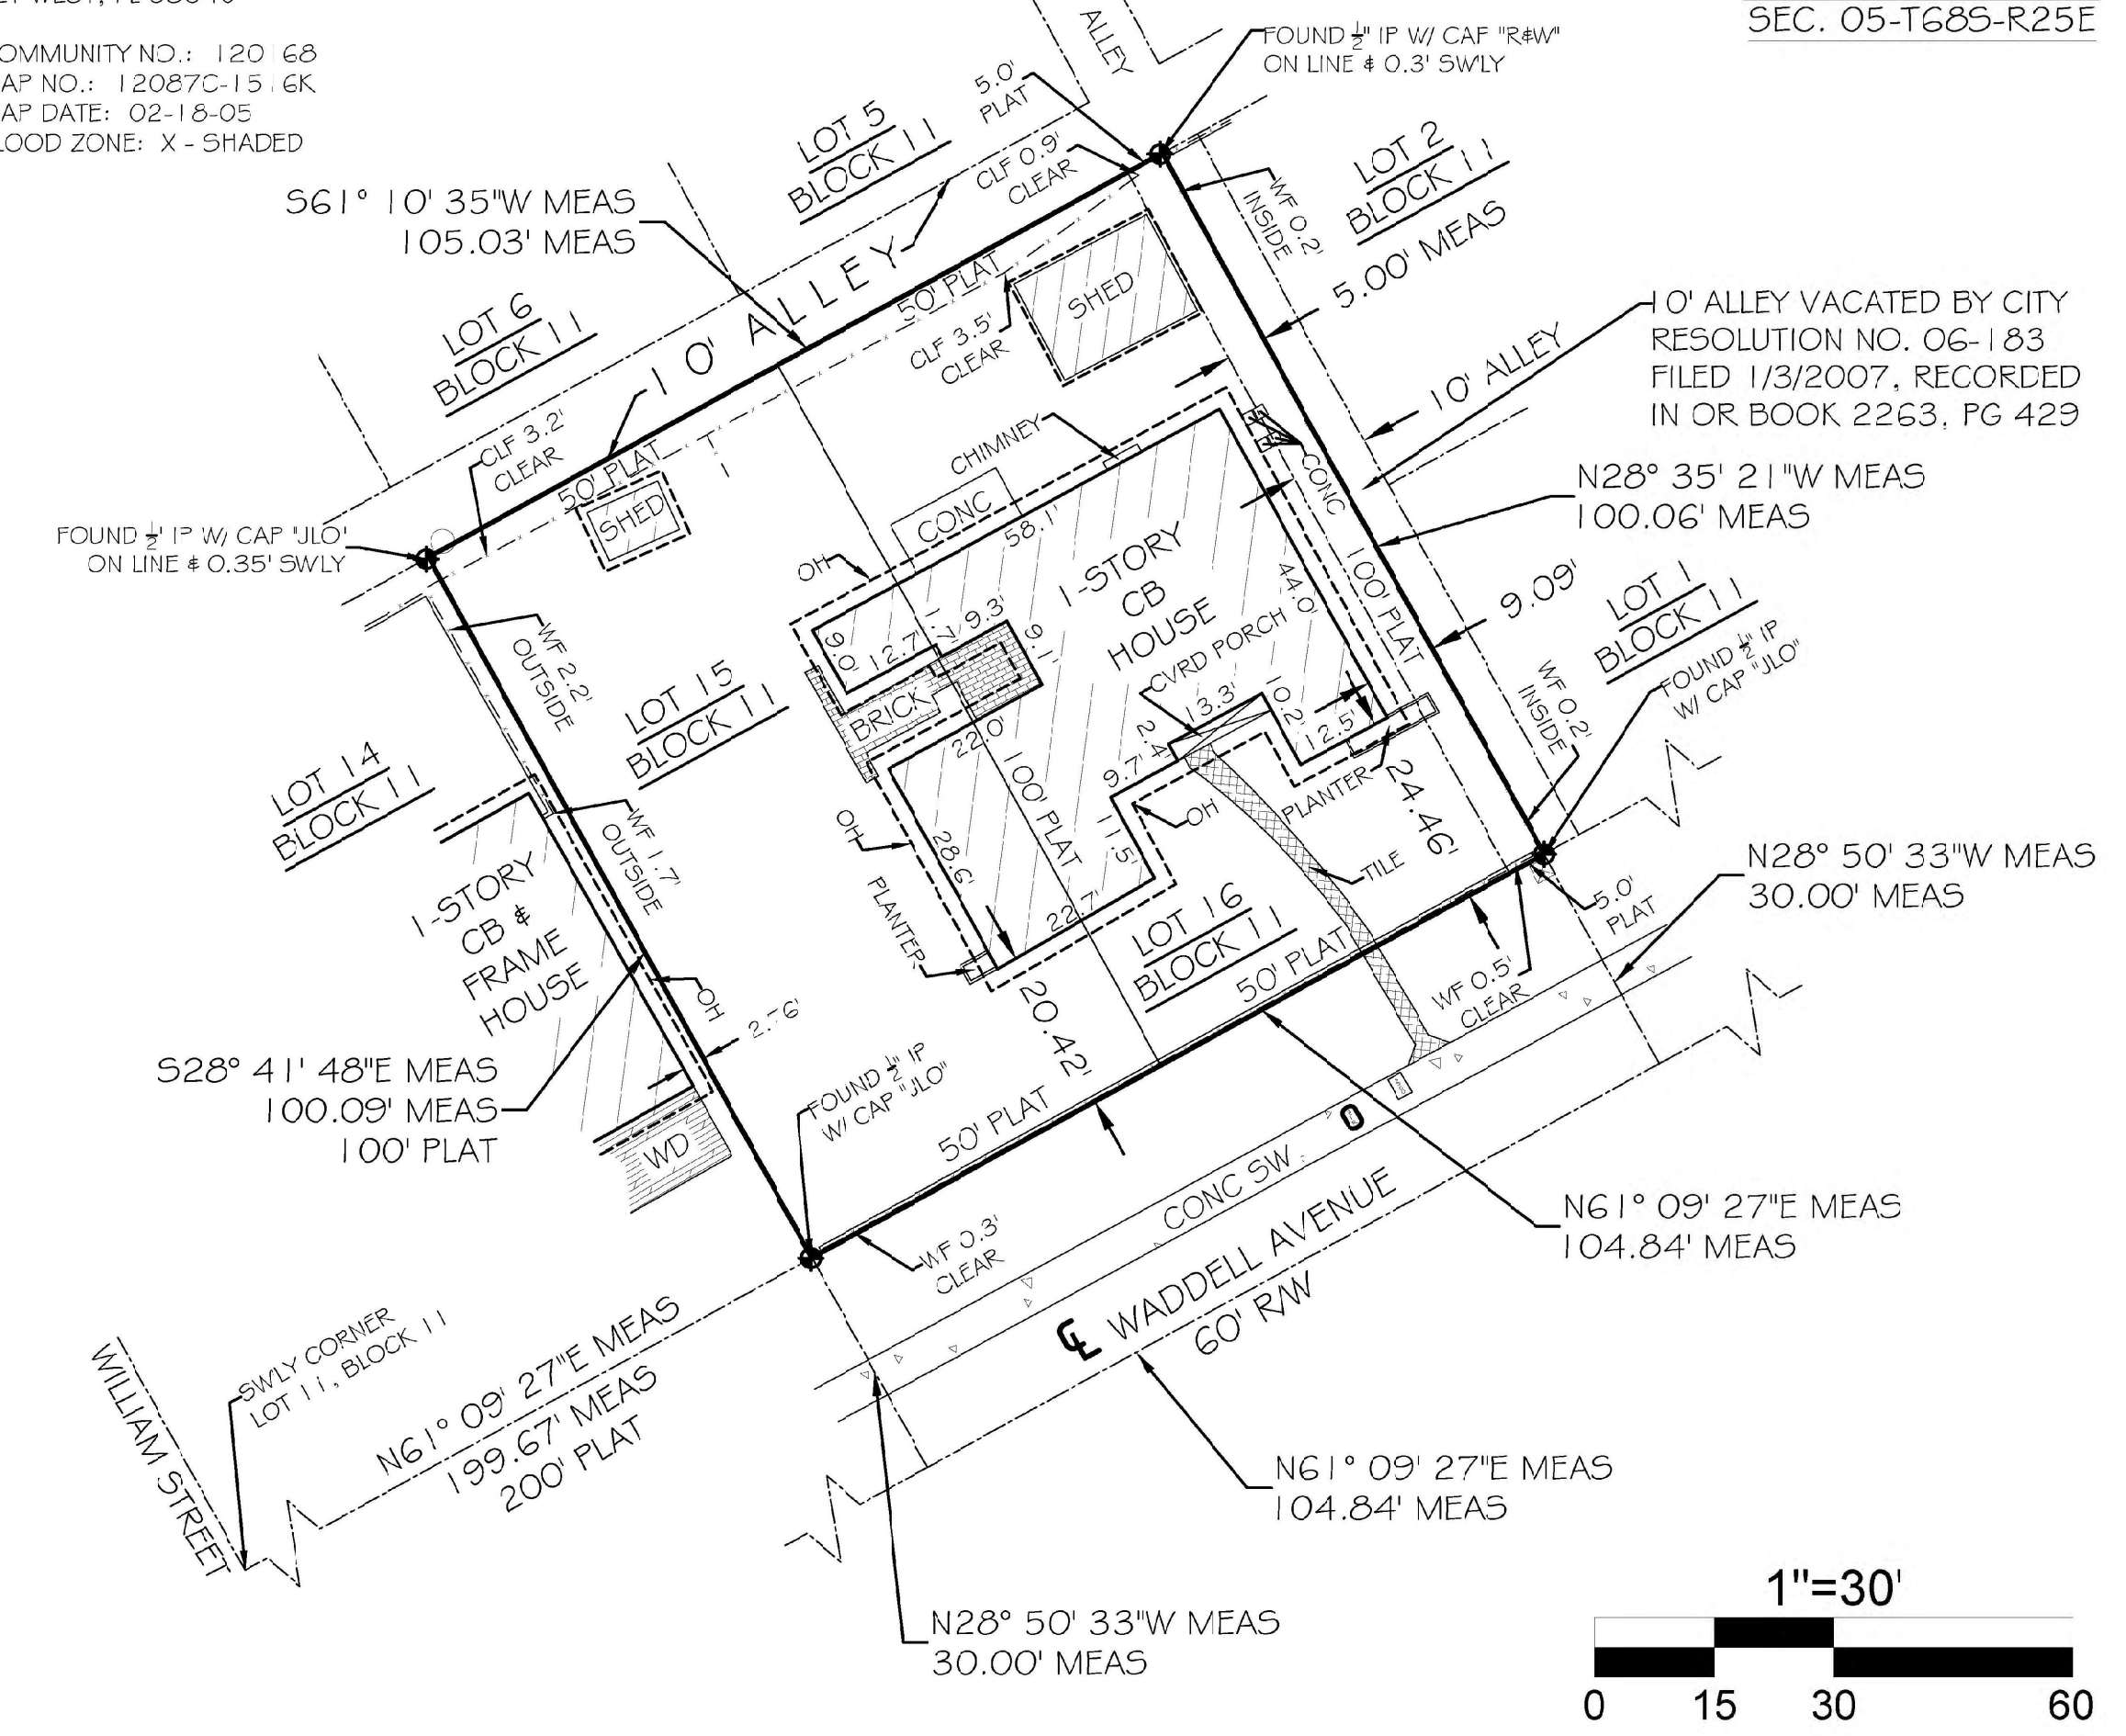 SEC. 05-T68S-R25E
COMMUNITY NO.: 120168
MAP DATE: 02-18-05
FLOOD ZONE: X - SHADED
ALLEY
FOUND ½" IP W/ CAP "R&W"
ON LINE & 0.3' SWLY
5.0'
PLAT
LOT 5
BLOCK 11
CLF 0.9'
CLEAR
LOT 2
BLOCK 11
WF 0.2'
INSIDE
5.00' MEAS
S61° 10' 35"W MEAS
105.03' MEAS
LOT 6
BLOCK 11
10' ALLEY
50' PLAT
CLF 3.5'
CLEAR
SHED
10' ALLEY
10' ALLEY VACATED BY CITY
RESOLUTION NO. 06-183
FILED 1/3/2007, RECORDED
IN OR BOOK 2263, PG 429
CLF 3.2'
CLEAR
50' PLAT
SHED
CHIMNEY
CONC
58.1'
CONC
N28° 35' 21"W MEAS
100.06' MEAS
FOUND ½" IP W/ CAP "JLO"
ON LINE & 0.35' SWLY
OH
1-STORY
CB
HOUSE
44.0'
100' PLAT
9.09'
LOT 1
BLOCK 11
WF 2.2'
OUTSIDE
9.0'
12.7'
1.7'
9.3'
9.1'
BRICK
22.0'
CVRD PORCH
13.3'
2.4'
10.2'
12.5'
9.7'
WF 0.2'
INSIDE
FOUND ½" IP
W/ CAP "JLO"
LOT 15
BLOCK 11
LOT 14
BLOCK 11
WF 1.7'
OUTSIDE
OH
28.6'
100' PLAT
11.5'
OH
PLANTER
24.46'
TILE
N28° 50' 33"W MEAS
30.00' MEAS
5.0'
PLAT
1-STORY
CB &
FRAME
HOUSE
PLANTER
22.7'
LOT 16
BLOCK 11
50' PLAT
WF 0.5'
CLEAR
OH
2.76'
20.42'
S28° 41' 48"E MEAS
100.09' MEAS
100' PLAT
WD
FOUND ½" IP
W/ CAP "JLO"
50' PLAT
CONC SW
N61° 09' 27"E MEAS
104.84' MEAS
WF 0.3'
CLEAR
CL WADDELL AVENUE
60' R/W
SWLY CORNER
LOT 11, BLOCK 11
WILLIAM STREET
N61° 09' 27"E MEAS
199.67' MEAS
200' PLAT
N61° 09' 27"E MEAS
104.84' MEAS
N28° 50' 33"W MEAS
30.00' MEAS
1"=30'
0 15 30 60